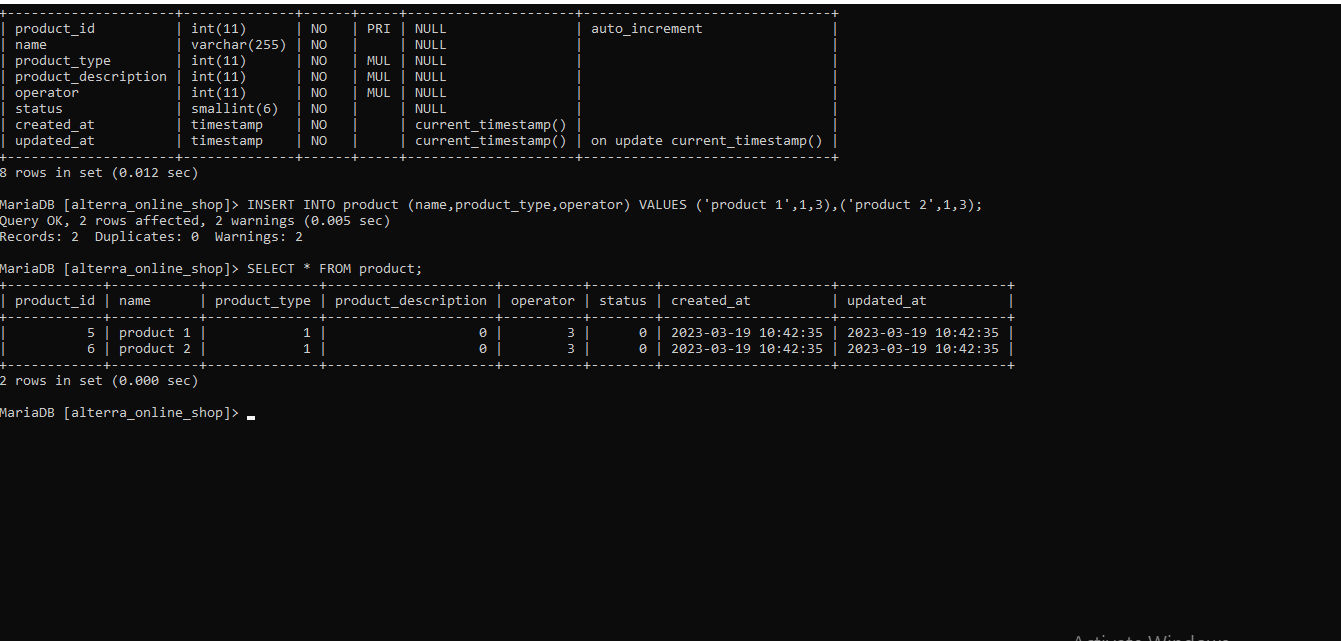 +----------------------+--------------+------+-----+---------------------+-------------------------------+
| product_id | int(11) | NO | PRI | NULL | auto_increment |
| name | varchar(255) | NO | | NULL | |
| product_type | int(11) | NO | MUL | NULL | |
| product_description | int(11) | NO | MUL | NULL | |
| operator | int(11) | NO | MUL | NULL | |
| status | smallint(6) | NO | | NULL | |
| created_at | timestamp | NO | | current_timestamp() | |
| updated_at | timestamp | NO | | current_timestamp() | on update current_timestamp() |
+----------------------+--------------+------+-----+---------------------+-------------------------------+
8 rows in set (0.012 sec)
MariaDB [alterra_online_shop]> INSERT INTO product (name,product_type,operator) VALUES ('product 1',1,3),('product 2',1,3);
Query OK, 2 rows affected, 2 warnings (0.005 sec)
Records: 2 Duplicates: 0 Warnings: 2
MariaDB [alterra_online_shop]> SELECT * FROM product;
+------------+-----------+--------------+---------------------+----------+--------+---------------------+---------------------+
| product_id | name | product_type | product_description | operator | status | created_at | updated_at |
+------------+-----------+--------------+---------------------+----------+--------+---------------------+---------------------+
| 5 | product 1 | 1 | 0 | 3 | 0 | 2023-03-19 10:42:35 | 2023-03-19 10:42:35 |
| 6 | product 2 | 1 | 0 | 3 | 0 | 2023-03-19 10:42:35 | 2023-03-19 10:42:35 |
+------------+-----------+--------------+---------------------+----------+--------+---------------------+---------------------+
2 rows in set (0.000 sec)
MariaDB [alterra_online_shop]>
Activate Windows